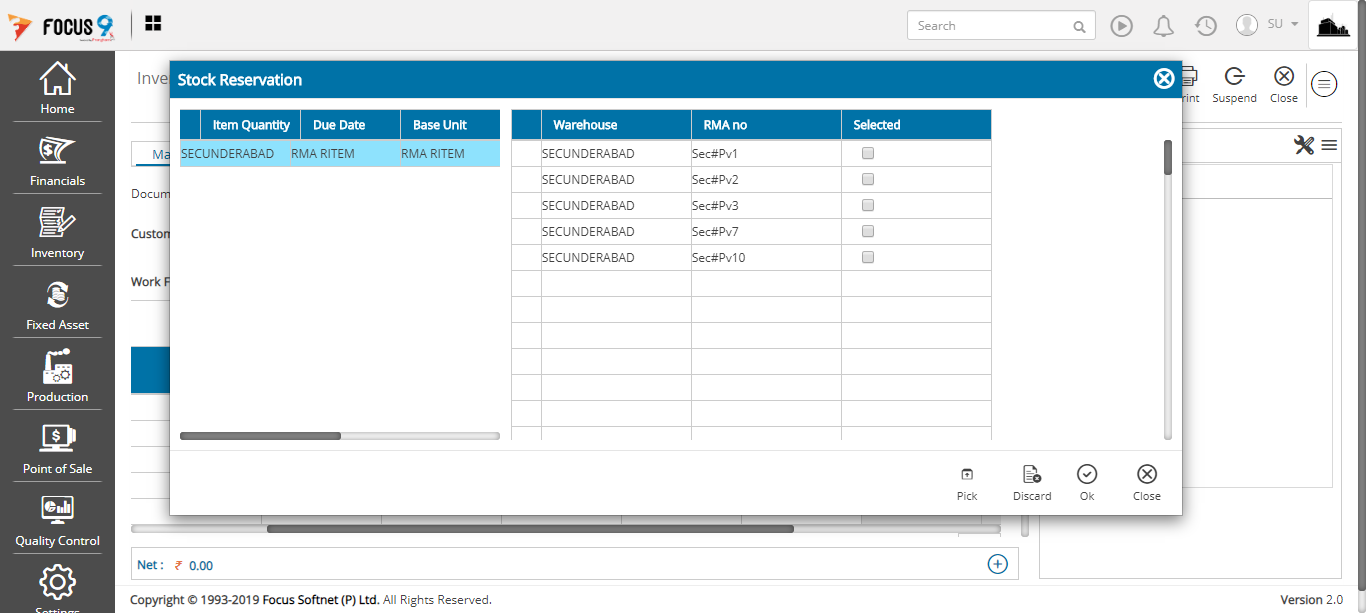 FOCUS 9
Search
SU
Home
Financials
Inventory
Fixed Asset
Production
Point of Sale
Quality Control
Settings
Inve
rint
Suspend
Close
Ma
Docum
Custom
Work F
Stock Reservation
Item Quantity Due Date Base Unit
SECUNDERABAD RMA RITEM RMA RITEM
Warehouse RMA no Selected
SECUNDERABAD Sec#Pv1
SECUNDERABAD Sec#Pv2
SECUNDERABAD Sec#Pv3
SECUNDERABAD Sec#Pv7
SECUNDERABAD Sec#Pv10
Pick
Discard
Ok
Close
Net : ₹ 0.00
Copyright © 1993-2019 Focus Softnet (P) Ltd. All Rights Reserved.
Version 2.0